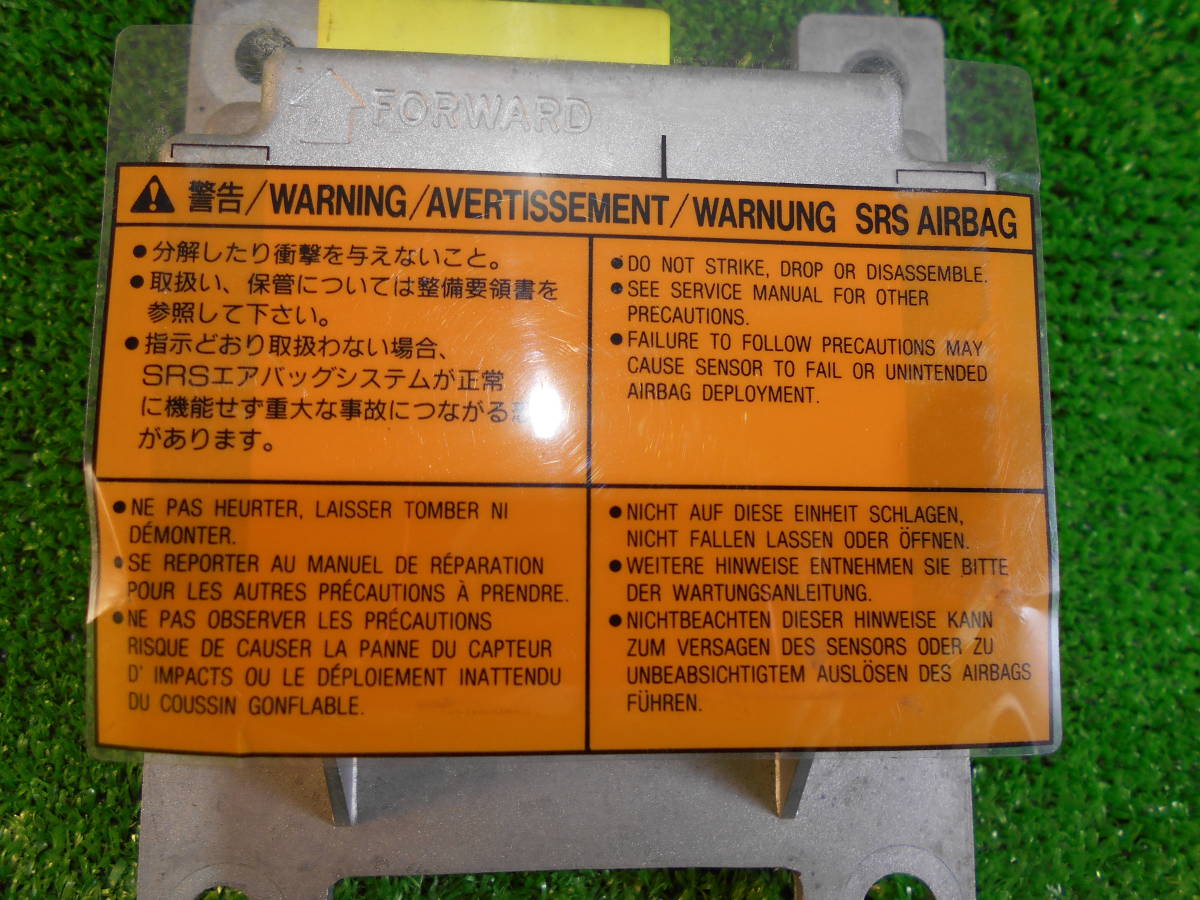 FORWARD
警告/WARNING/AVERTISSEMENT/WARNUNG SRS AIRBAG
●分解したり衝撃を与えないこと。
●取扱い、保管については整備要領書を
参照して下さい。
●指示どおり取扱わない場合、
SRSエアバッグシステムが正常
に機能せず重大な事故につながる恐
があります。
●DO NOT STRIKE, DROP OR DISASSEMBLE.
●SEE SERVICE MANUAL FOR OTHER
PRECAUTIONS.
●FAILURE TO FOLLOW PRECAUTIONS MAY
CAUSE SENSOR TO FAIL OR UNINTENDED
AIRBAG DEPLOYMENT.
●NE PAS HEURTER, LAISSER TOMBER NI
DÉMONTER.
●SE REPORTER AU MANUEL DE RÉPARATION
POUR LES AUTRES PRÉCAUTIONS À PRENDRE.
●NE PAS OBSERVER LES PRÉCAUTIONS
RISQUE DE CAUSER LA PANNE DU CAPTEUR
D' IMPACTS OU LE DÉPLOIEMENT INATTENDU
DU COUSSIN GONFLABLE.
●NICHT AUF DIESE EINHEIT SCHLAGEN,
NICHT FALLEN LASSEN ODER ÖFFNEN.
●WEITERE HINWEISE ENTNEHMEN SIE BITTE
DER WARTUNGSANLEITUNG.
●NICHTBEACHTEN DIESER HINWEISE KANN
ZUM VERSAGEN DES SENSORS ODER ZU
UNBEABSICHTIGTEM AUSLÖSEN DES AIRBAGS
FÜHREN.